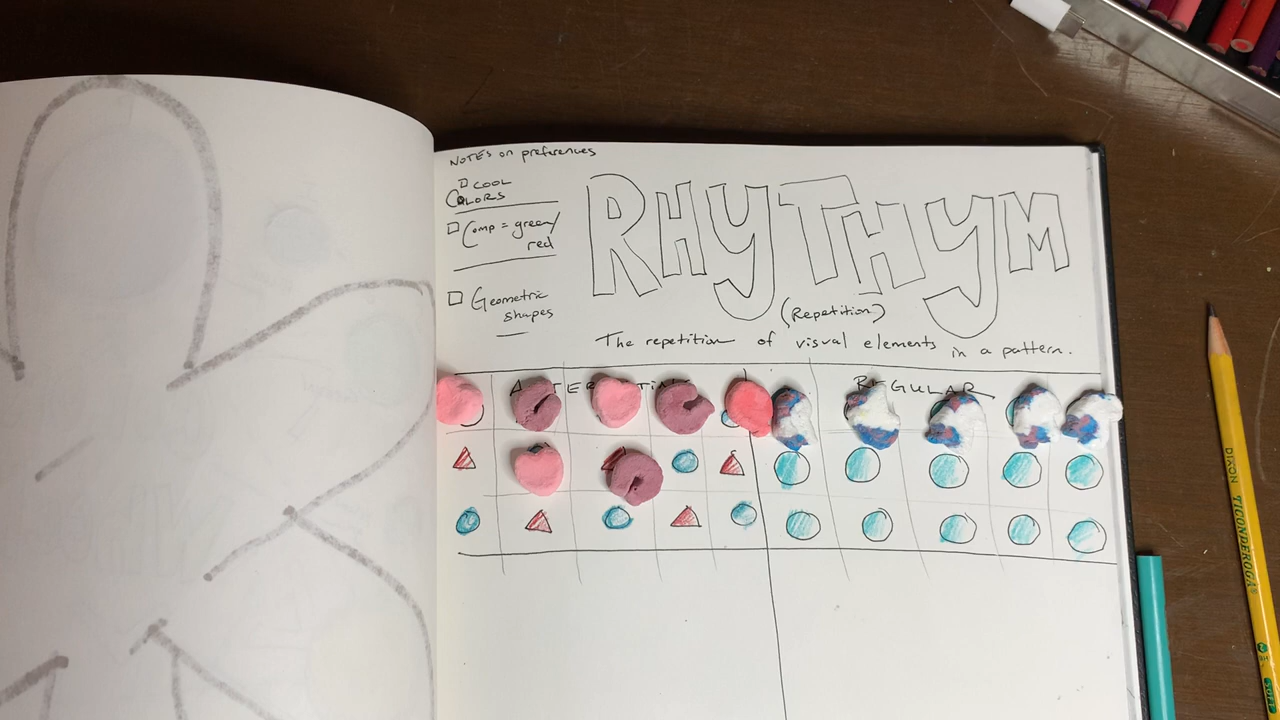 NOTES on preferences
COOL
COLORS
Comp = green/
red
Geometric
shapes
RHYTHYM
(Repetition)
The repetition of visual elements in a pattern.
REGULAR
DIXON TICONDEROGA